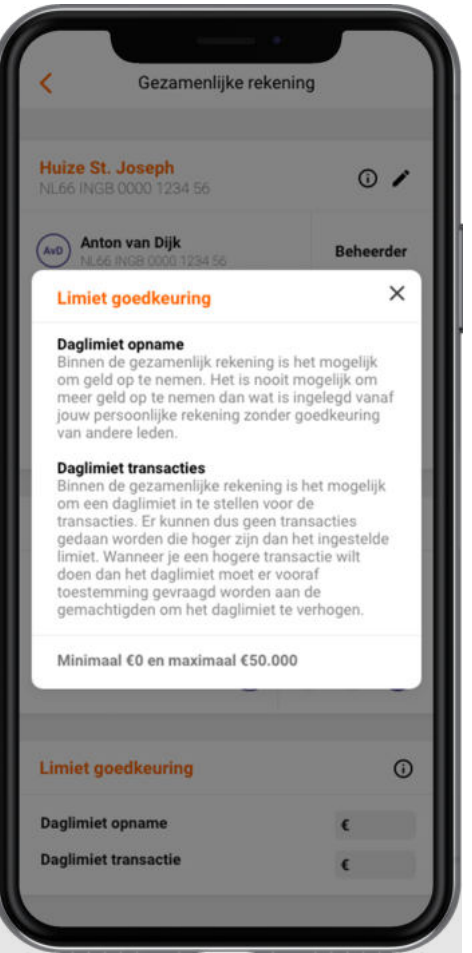 Gezamenlijke rekening
Huize St. Joseph
NL66 INGB 0000 1234 56
AvD
Anton van Dijk
NL66 INGB 0000 1234 56
Beheerder
Limiet goedkeuring
Daglimiet opname
Binnen de gezamenlijk rekening is het mogelijk
om geld op te nemen. Het is nooit mogelijk om
meer geld op te nemen dan wat is ingelegd vanaf
jouw persoonlijke rekening zonder goedkeuring
van andere leden.
Daglimiet transacties
Binnen de gezamenlijke rekening is het mogelijk
om een daglimiet in te stellen voor de
transacties. Er kunnen dus geen transacties
gedaan worden die hoger zijn dan het ingestelde
limiet. Wanneer je een hogere transactie wilt
doen dan het daglimiet moet er vooraf
toestemming gevraagd worden aan de
gemachtigden om het daglimiet te verhogen.
Minimaal €0 en maximaal €50.000
Limiet goedkeuring
Daglimiet opname €
Daglimiet transactie €